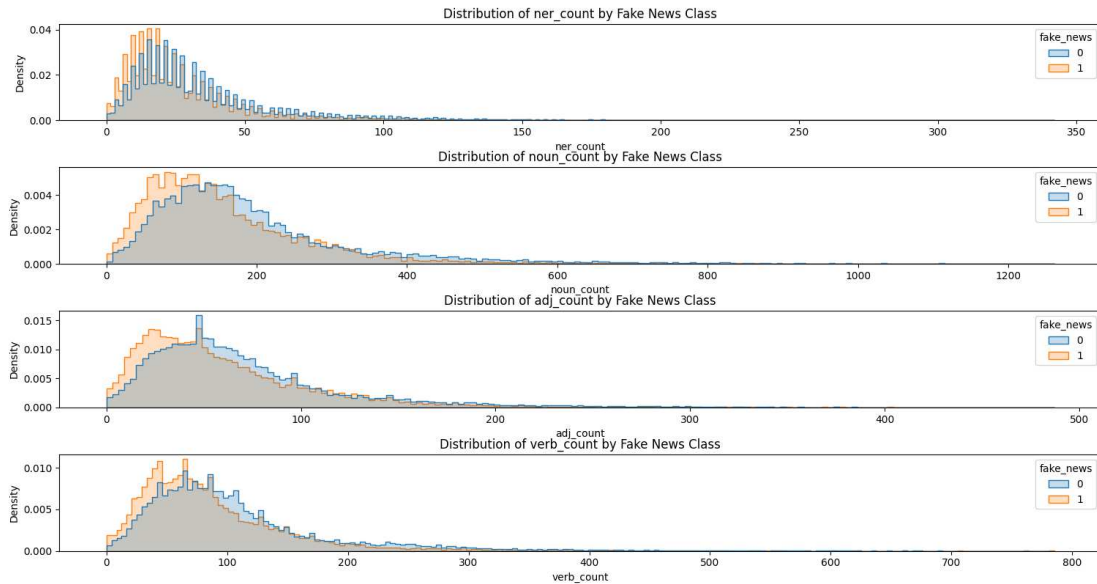 Distribution of ner_count by Fake News Class
0.04
0.02
0.00
Density
fake_news
0
1
0 50 100 150 200 250 300 350
ner_count
Distribution of noun_count by Fake News Class
0.004
0.002
0.000
Density
fake_news
0
1
0 200 400 600 800 1000 1200
noun_count
Distribution of adj_count by Fake News Class
0.015
0.010
0.005
0.000
Density
fake_news
0
1
0 100 200 300 400 500
adj_count
Distribution of verb_count by Fake News Class
0.010
0.005
0.000
Density
fake_news
0
1
0 100 200 300 400 500 600 700 800
verb_count